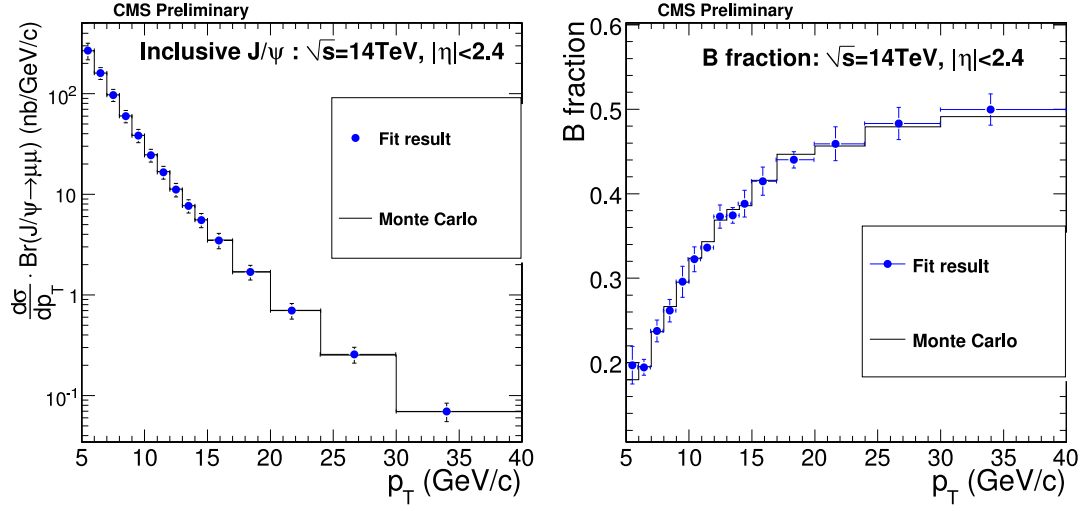 CMS Preliminary
Inclusive J/ψ : √s=14TeV, |η|<2.4
Fit result
Monte Carlo
dσ/dp_T · Br(J/ψ→μμ) (nb/GeV/c)
10²
10
1
10⁻¹
5 10 15 20 25 30 35 40
p_T (GeV/c)
CMS Preliminary
B fraction: √s=14TeV, |η|<2.4
Fit result
Monte Carlo
B fraction
0.6
0.5
0.4
0.3
0.2
5 10 15 20 25 30 35 40
p_T (GeV/c)